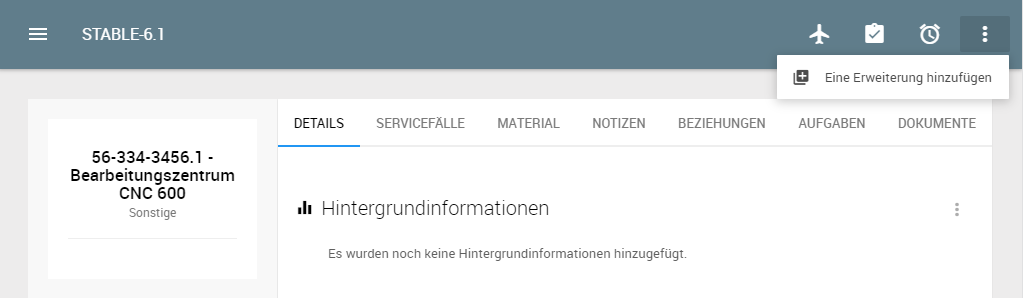 STABLE-6.1
Eine Erweiterung hinzufügen
DETAILS SERVICEFÄLLE MATERIAL NOTIZEN BEZIEHUNGEN AUFGABEN DOKUMENTE
56-334-3456.1 -
Bearbeitungszentrum
CNC 600
Sonstige
Hintergrundinformationen
Es wurden noch keine Hintergrundinformationen hinzugefügt.